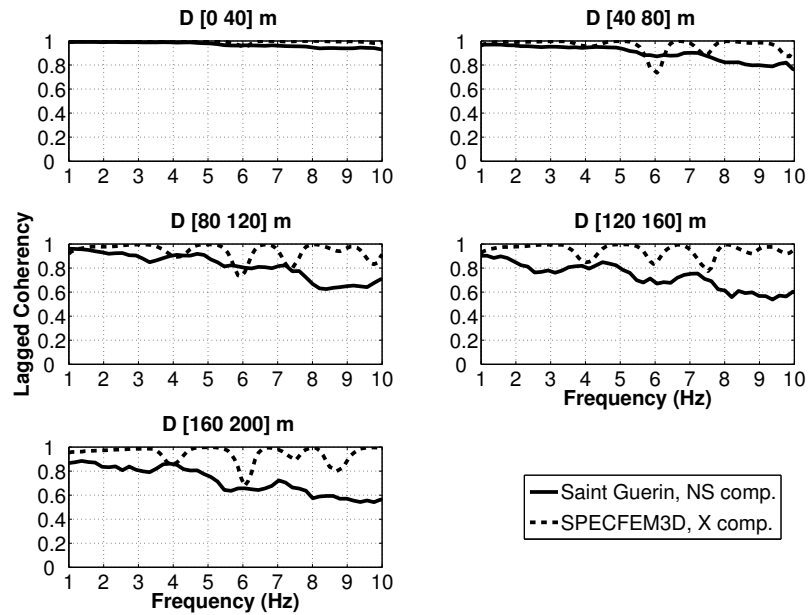 D [0 40] m
1
0.8
0.6
0.4
0.2
0
1 2 3 4 5 6 7 8 9 10
D [40 80] m
1
0.8
0.6
0.4
0.2
0
1 2 3 4 5 6 7 8 9 10
Lagged Coherency
D [80 120] m
1
0.8
0.6
0.4
0.2
0
1 2 3 4 5 6 7 8 9 10
D [120 160] m
1
0.8
0.6
0.4
0.2
0
1 2 3 4 5 6 7 8 9 10
Frequency (Hz)
D [160 200] m
1
0.8
0.6
0.4
0.2
0
1 2 3 4 5 6 7 8 9 10
Frequency (Hz)
Saint Guerin, NS comp.
SPECFEM3D, X comp.